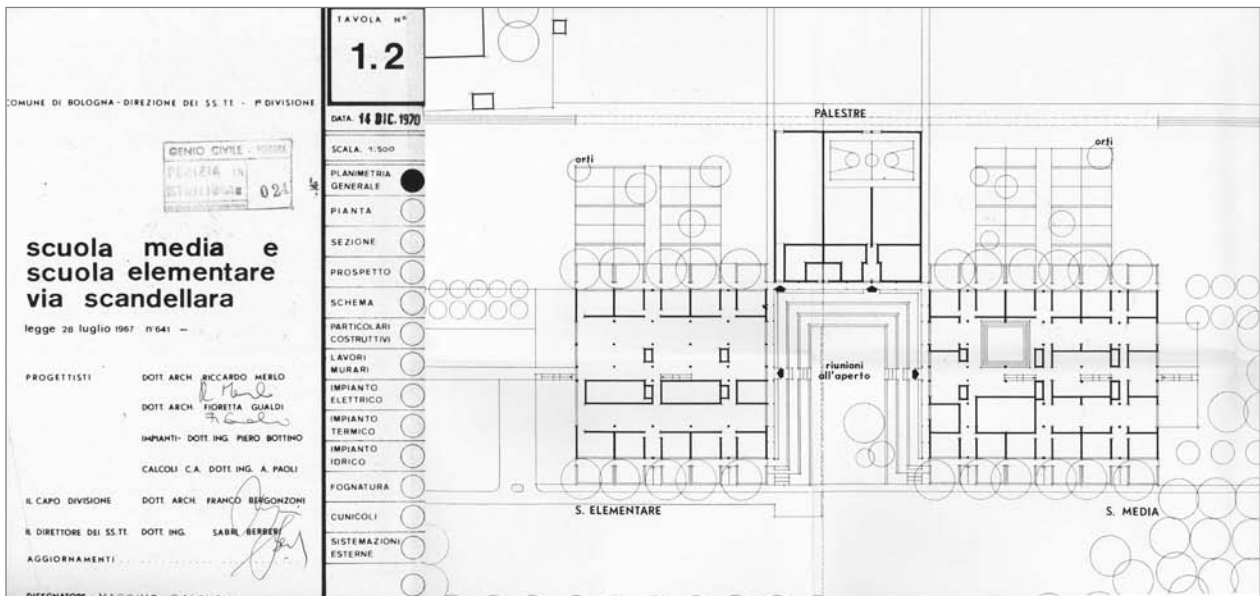 COMUNE DI BOLOGNA - DIREZIONE DEI SS. TT. - 1ª DIVISIONE
GENIO CIVILE -
PERIZIA IN
021
scuola media e
scuola elementare
via scandellara
legge 28 luglio 1967 n° 641 -
PROGETTISTI DOTT. ARCH. RICCARDO MERLO
DOTT. ARCH. FIORETTA GUALDI
IMPIANTI - DOTT. ING. PIERO BOTTINO
CALCOLI C.A. DOTT. ING. A. PAOLI
IL CAPO DIVISIONE DOTT. ARCH. FRANCO BERGONZONI
IL DIRETTORE DEI SS. TT. DOTT. ING. SABRI BERBERI
AGGIORNAMENTI
DISEGNATORE MASSIMO
TAVOLA N°
1.2
DATA. 14 DIC. 1970
SCALA. 1:500
PLANIMETRIA
GENERALE
PIANTA
SEZIONE
PROSPETTO
SCHEMA
PARTICOLARI
COSTRUTTIVI
LAVORI
MURARI
IMPIANTO
ELETTRICO
IMPIANTO
TERMICO
IMPIANTO
IDRICO
FOGNATURA
CUNICOLI
SISTEMAZIONI
ESTERNE
PALESTRE
orti
orti
riunioni
all'aperto
S. ELEMENTARE
S. MEDIA